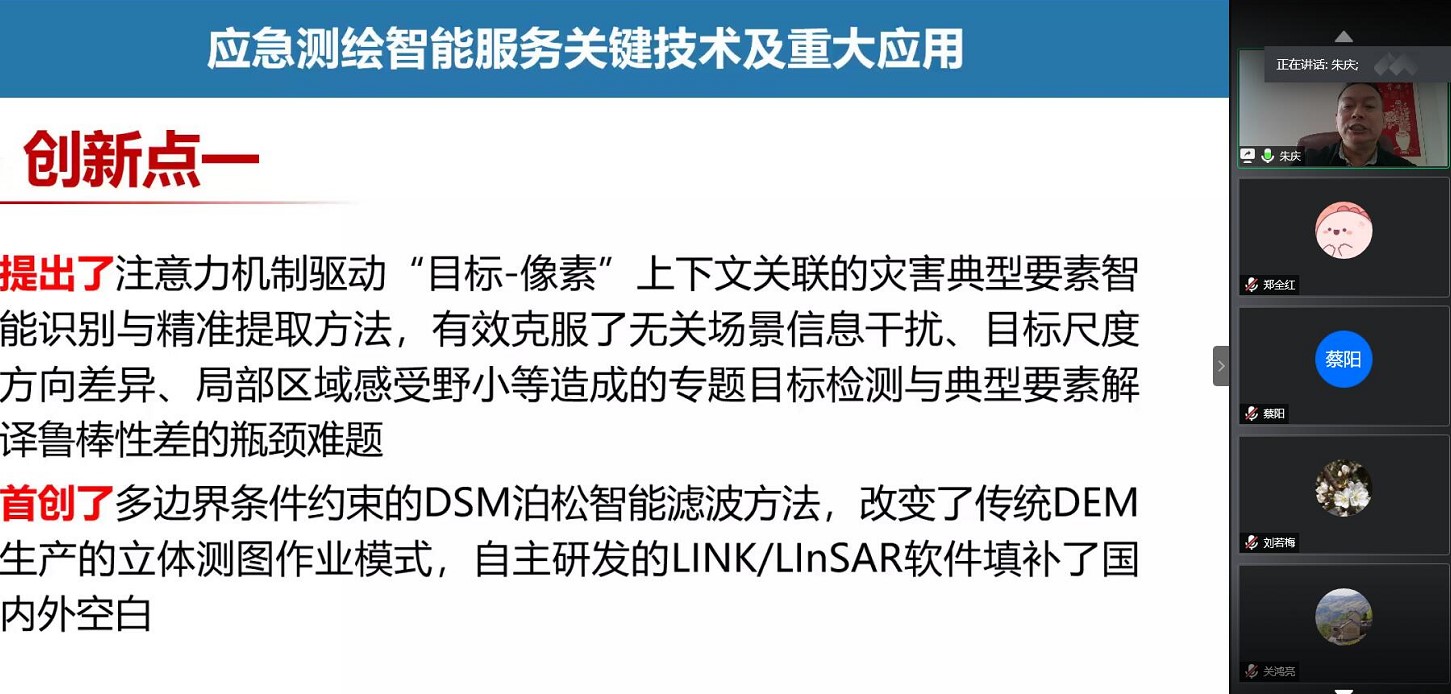 应急测绘智能服务关键技术及重大应用
创新点一
提出了注意力机制驱动“目标-像素”上下文关联的灾害典型要素智
能识别与精准提取方法，有效克服了无关场景信息干扰、目标尺度
方向差异、局部区域感受野小等造成的专题目标检测与典型要素解
译鲁棒性差的瓶颈难题
首创了多边界条件约束的DSM泊松智能滤波方法，改变了传统DEM
生产的立体测图作业模式，自主研发的LINK/LInSAR软件填补了国
内外空白
正在讲话: 朱庆;
朱庆
郑全红
蔡阳
蔡阳
刘若梅
关鸿亮